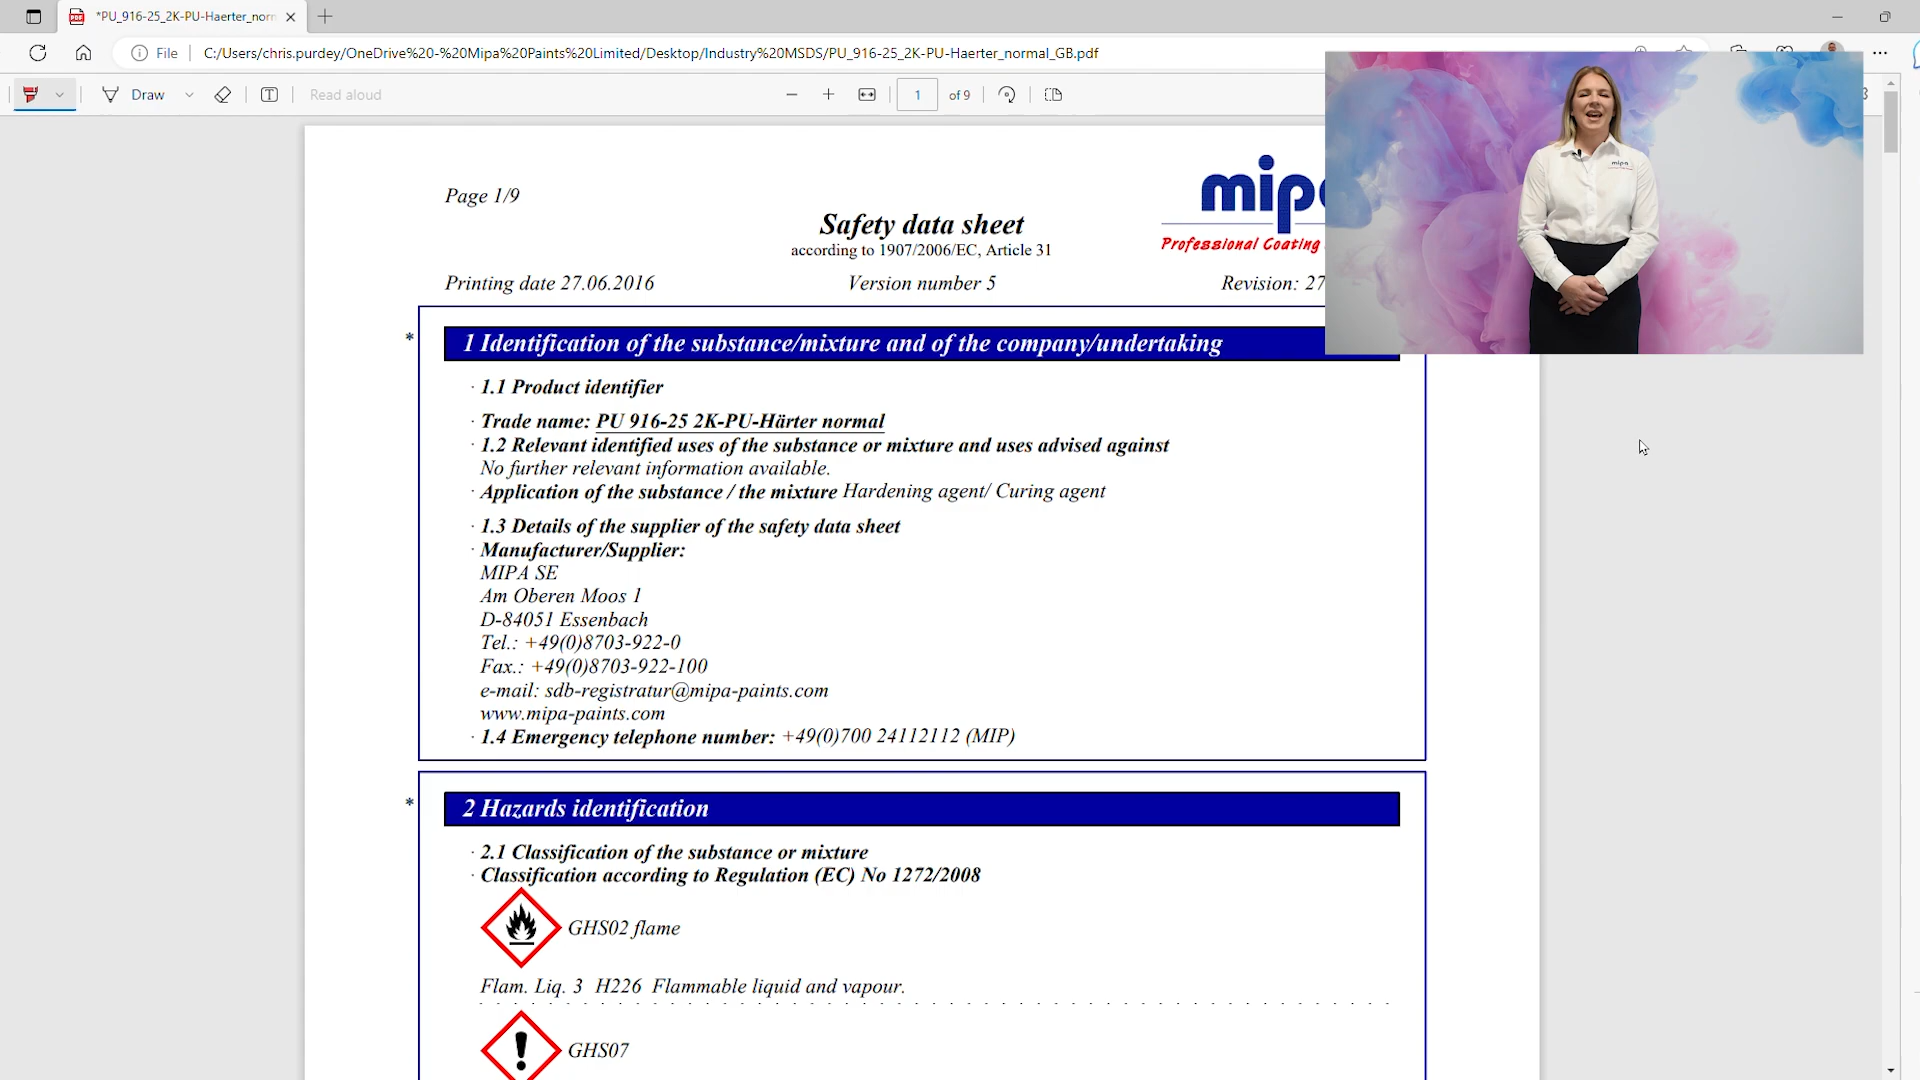 *PU_916-25_2K-PU-Haerter_norn
File
C:/Users/chris.purdey/OneDrive%20-%20Mipa%20Paints%20Limited/Desktop/Industry%20MSDS/PU_916-25_2K-PU-Haerter_normal_GB.pdf
Draw
Read aloud
1
of 9
Page 1/9
mipa
Professional Coating
Safety data sheet
according to 1907/2006/EC, Article 31
Printing date 27.06.2016
Version number 5
Revision: 27
mipa
* 1 Identification of the substance/mixture and of the company/undertaking
· 1.1 Product identifier
· Trade name: PU 916-25 2K-PU-Härter normal
· 1.2 Relevant identified uses of the substance or mixture and uses advised against
No further relevant information available.
· Application of the substance / the mixture Hardening agent/ Curing agent
· 1.3 Details of the supplier of the safety data sheet
· Manufacturer/Supplier:
MIPA SE
Am Oberen Moos 1
D-84051 Essenbach
Tel.: +49(0)8703-922-0
Fax.: +49(0)8703-922-100
e-mail: sdb-registratur@mipa-paints.com
www.mipa-paints.com
· 1.4 Emergency telephone number: +49(0)700 24112112 (MIP)
* 2 Hazards identification
· 2.1 Classification of the substance or mixture
· Classification according to Regulation (EC) No 1272/2008
GHS02 flame
Flam. Liq. 3 H226 Flammable liquid and vapour.
GHS07